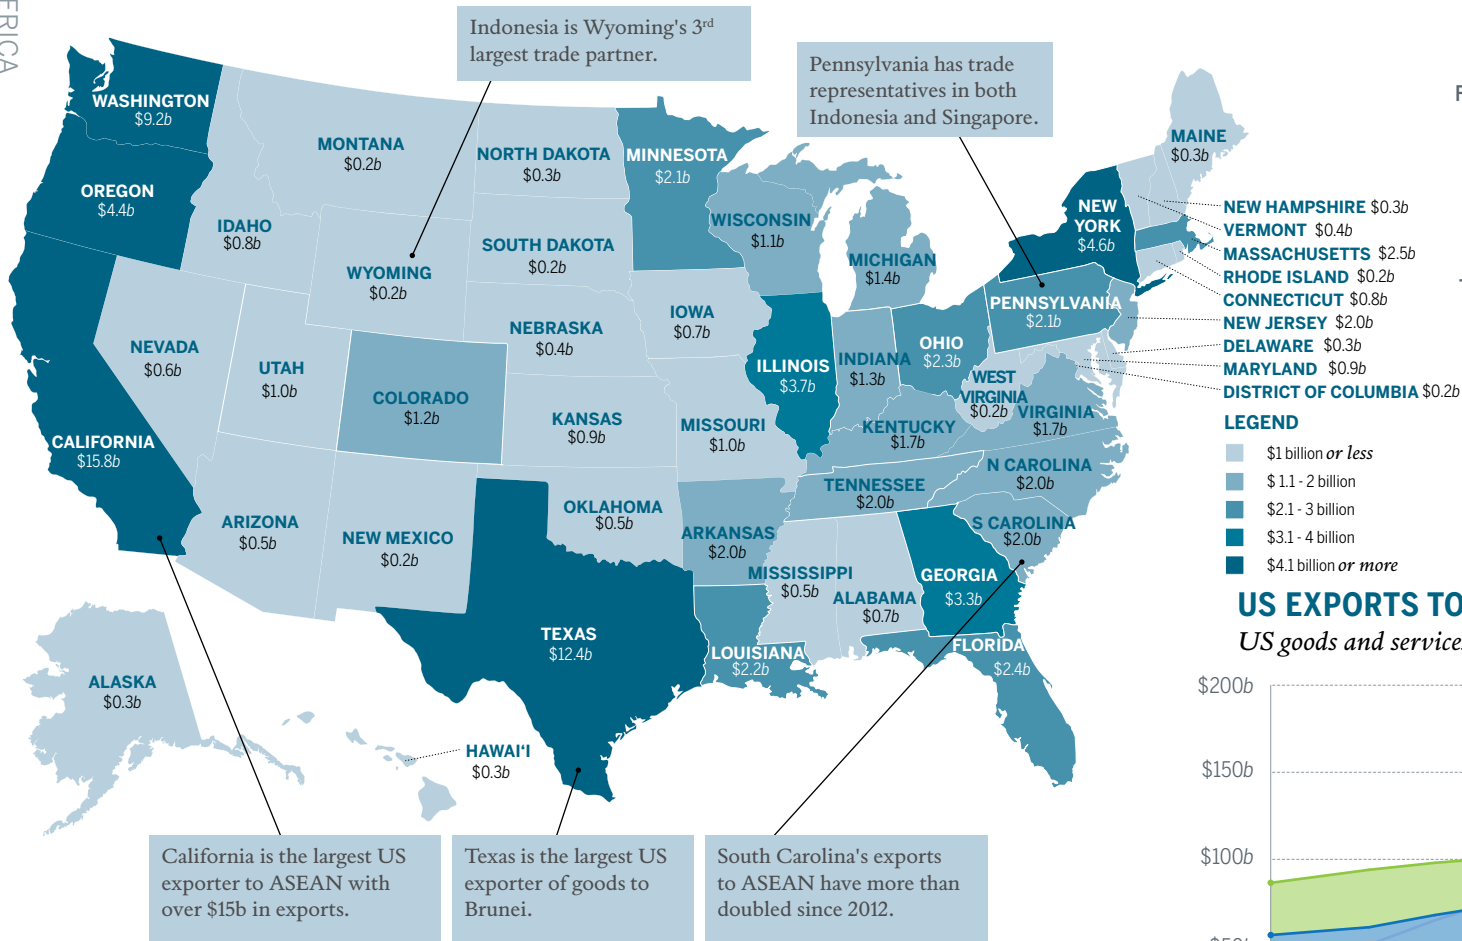 ERICA
Indonesia is Wyoming's 3rd
largest trade partner.
Pennsylvania has trade
representatives in both
Indonesia and Singapore.
F
WASHINGTON
$9.2b
OREGON
$4.4b
CALIFORNIA
$15.8b
IDAHO
$0.8b
MONTANA
$0.2b
WYOMING
$0.2b
NEVADA
$0.6b
UTAH
$1.0b
COLORADO
$1.2b
ARIZONA
$0.5b
NEW MEXICO
$0.2b
NORTH DAKOTA
$0.3b
SOUTH DAKOTA
$0.2b
NEBRASKA
$0.4b
KANSAS
$0.9b
OKLAHOMA
$0.5b
TEXAS
$12.4b
MINNESOTA
$2.1b
IOWA
$0.7b
MISSOURI
$1.0b
ARKANSAS
$2.0b
LOUISIANA
$2.2b
WISCONSIN
$1.1b
ILLINOIS
$3.7b
MICHIGAN
$1.4b
INDIANA
$1.3b
OHIO
$2.3b
KENTUCKY
$1.7b
TENNESSEE
$2.0b
MISSISSIPPI
$0.5b
ALABAMA
$0.7b
GEORGIA
$3.3b
FLORIDA
$2.4b
S CAROLINA
$2.0b
N CAROLINA
$2.0b
VIRGINIA
$1.7b
WEST
VIRGINIA
$0.2b
PENNSYLVANIA
$2.1b
NEW
YORK
$4.6b
MAINE
$0.3b
NEW HAMPSHIRE $0.3b
VERMONT $0.4b
MASSACHUSETTS $2.5b
RHODE ISLAND $0.2b
CONNECTICUT $0.8b
NEW JERSEY $2.0b
DELAWARE $0.3b
MARYLAND $0.9b
DISTRICT OF COLUMBIA $0.2b
ALASKA
$0.3b
HAWAI‘I
$0.3b
LEGEND
$1 billion or less
$ 1.1 - 2 billion
$2.1 - 3 billion
$3.1 - 4 billion
$4.1 billion or more
California is the largest US
exporter to ASEAN with
over $15b in exports.
Texas is the largest US
exporter of goods to
Brunei.
South Carolina's exports
to ASEAN have more than
doubled since 2012.
US EXPORTS TO
US goods and services
$200b
$150b
$100b